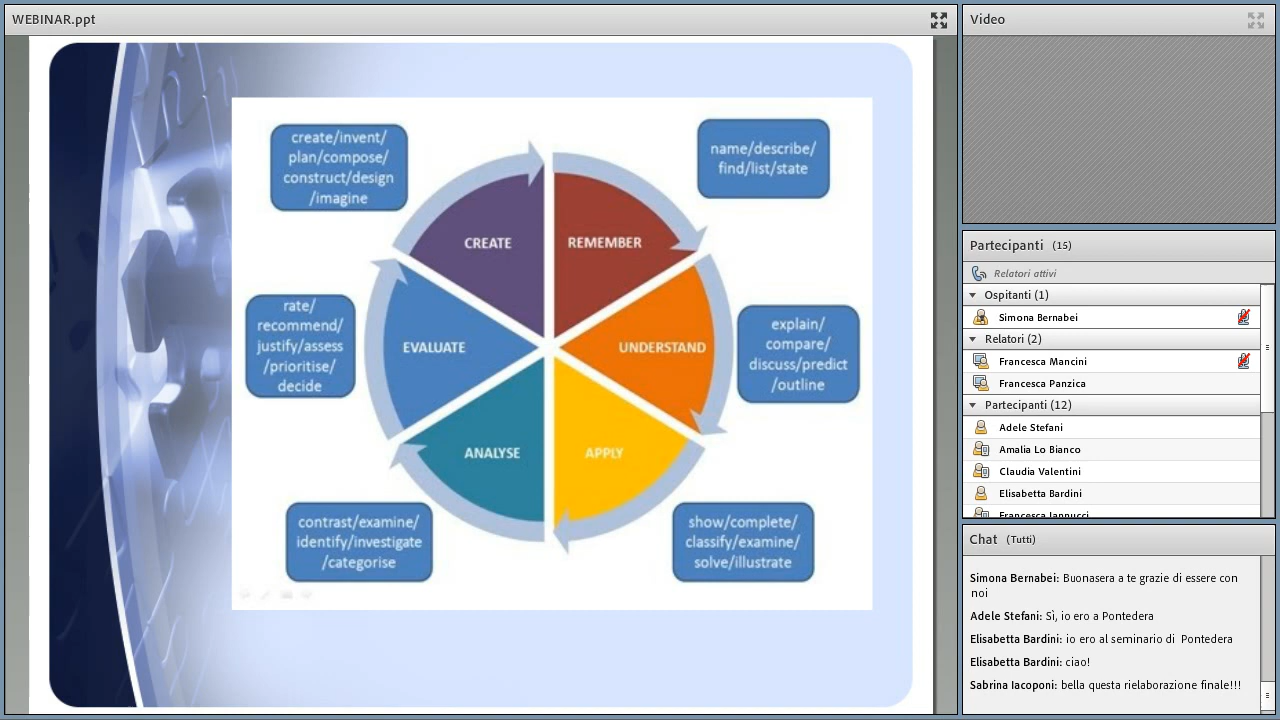 WEBINAR.ppt
create/invent/
plan/compose/
construct/design
/imagine
name/describe/
find/list/state
CREATE
REMEMBER
rate/
recommend/
justify/assess
/prioritise/
decide
EVALUATE
UNDERSTAND
explain/
compare/
discuss/predict
/outline
ANALYSE
APPLY
contrast/examine/
identify/investigate
/categorise
show/complete/
classify/examine/
solve/illustrate
Video
Partecipanti (15)
Relatori attivi
Ospitanti (1)
Simona Bernabei
Relatori (2)
Francesca Mancini
Francesca Panzica
Partecipanti (12)
Adele Stefani
Amalia Lo Bianco
Claudia Valentini
Elisabetta Bardini
Francesca Iannucci
Chat (Tutti)
Simona Bernabei: Buonasera a te grazie di essere con
noi
Adele Stefani: Sì, io ero a Pontedera
Elisabetta Bardini: io ero al seminario di Pontedera
Elisabetta Bardini: ciao!
Sabrina Iacoponi: bella questa rielaborazione finale!!!